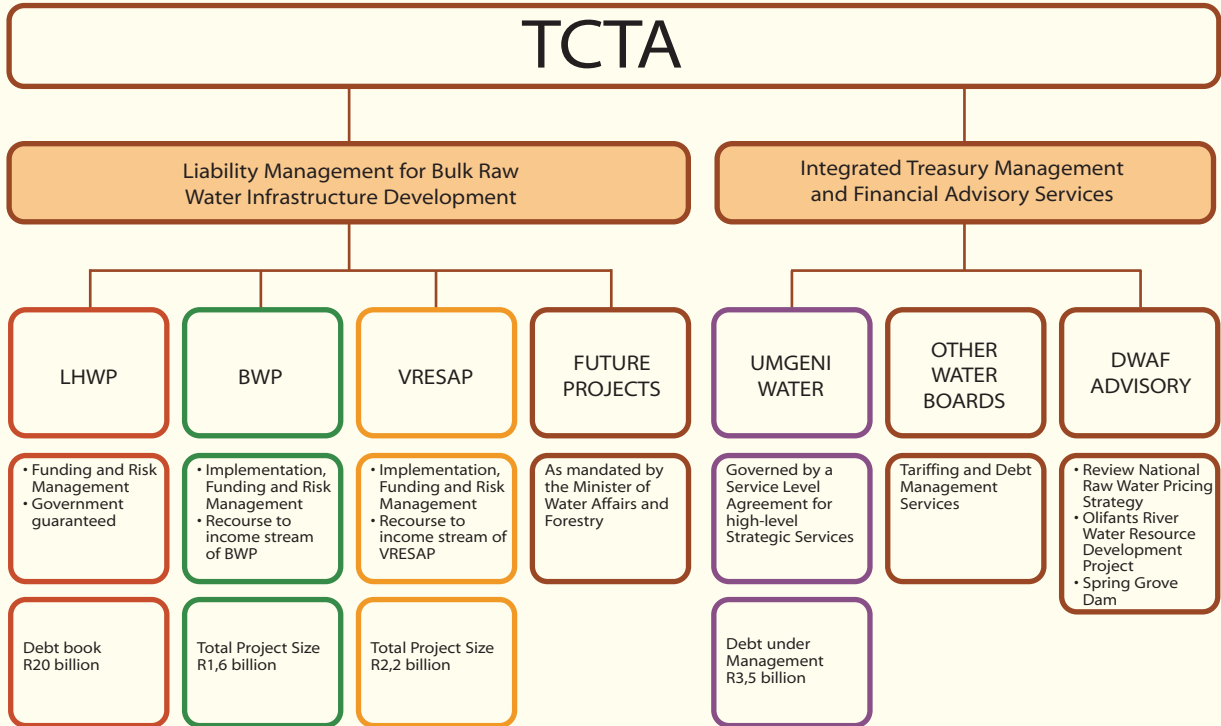 TCTA
Liability Management for Bulk Raw
Water Infrastructure Development
Integrated Treasury Management
and Financial Advisory Services
LHWP
BWP
VRESAP
FUTURE
PROJECTS
UMGENI
WATER
OTHER
WATER
BOARDS
DWAF
ADVISORY
• Funding and Risk
Management
• Government
guaranteed
• Implementation,
Funding and Risk
Management
• Recourse to
income stream
of BWP
• Implementation,
Funding and Risk
Management
• Recourse to
income stream of
VRESAP
As mandated by
the Minister of
Water Affairs and
Forestry
Governed by a
Service Level
Agreement for
high-level
Strategic Services
Tariffing and Debt
Management
Services
• Review National
Raw Water Pricing
Strategy
• Olifants River
Water Resource
Development
Project
• Spring Grove
Dam
Debt book
R20 billion
Total Project Size
R1,6 billion
Total Project Size
R2,2 billion
Debt under
Management
R3,5 billion